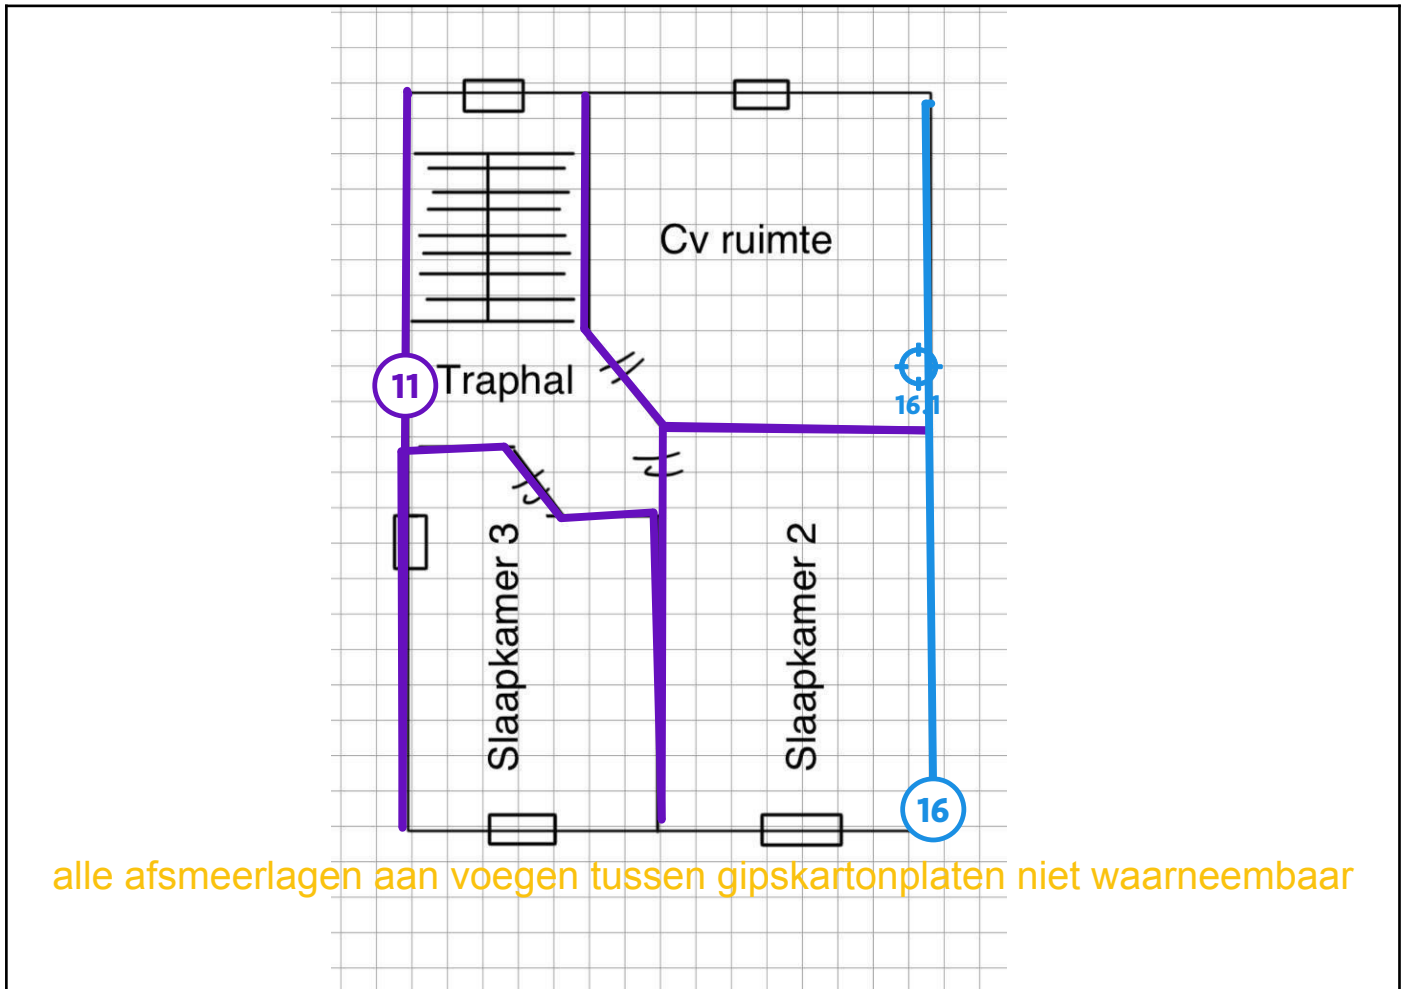 Cv ruimte
Traphal
11
16.1
Slaapkamer 3
Slaapkamer 2
16
alle afsmeerlagen aan voegen tussen gipskartonplaten niet waarneembaar